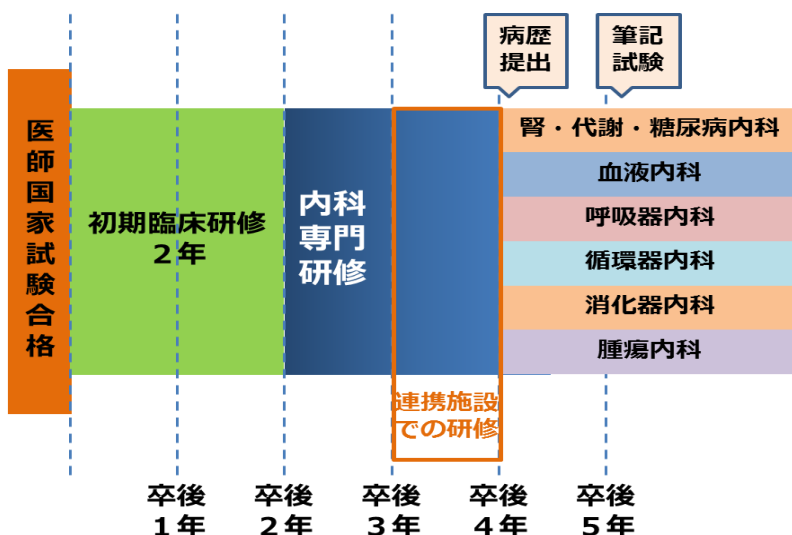 病歴
提出
筆記
試験
医師国家試験合格
初期臨床研修
２年
内科
専門
研修
腎・代謝・糖尿病内科
血液内科
呼吸器内科
循環器内科
消化器内科
腫瘍内科
連携施設
での研修
卒後
１年
卒後
２年
卒後
３年
卒後
４年
卒後
５年